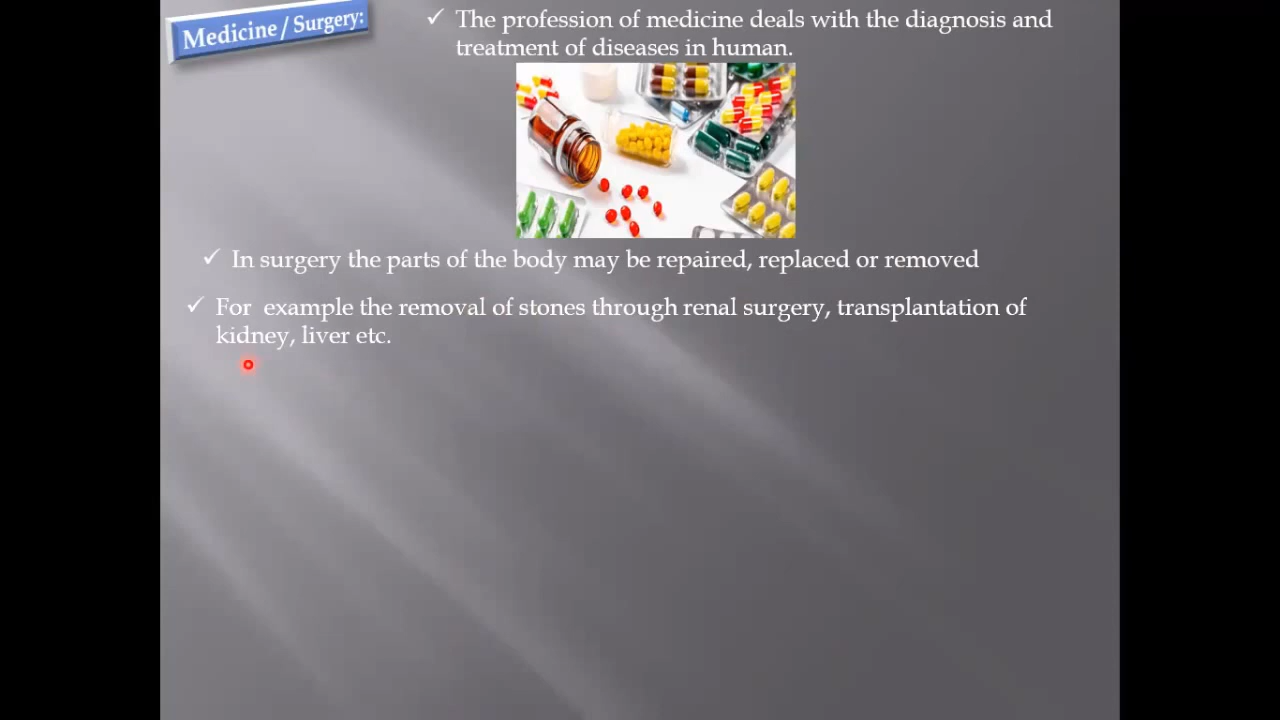 Medicine / Surgery:
✓ The profession of medicine deals with the diagnosis and
treatment of diseases in human.
✓ In surgery the parts of the body may be repaired, replaced or removed
✓ For example the removal of stones through renal surgery, transplantation of
kidney, liver etc.